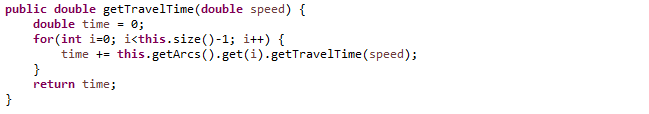 public double getTravelTime(double speed) {
    double time = 0;
    for(int i=0; i<this.size()-1; i++) {
        time += this.getArcs().get(i).getTravelTime(speed);
    }
    return time;
}